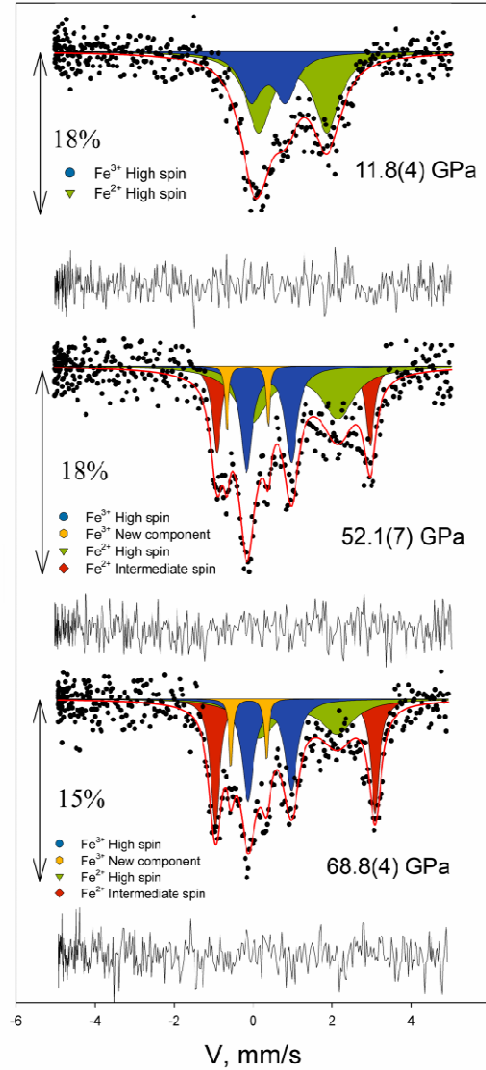 18%
Fe³⁺ High spin
Fe²⁺ High spin
11.8(4) GPa
18%
Fe³⁺ High spin
Fe³⁺ New component
Fe²⁺ High spin
Fe²⁺ Intermediate spin
52.1(7) GPa
15%
Fe³⁺ High spin
Fe³⁺ New component
Fe²⁺ High spin
Fe²⁺ Intermediate spin
68.8(4) GPa
-6 -4 -2 0 2 4
V, mm/s